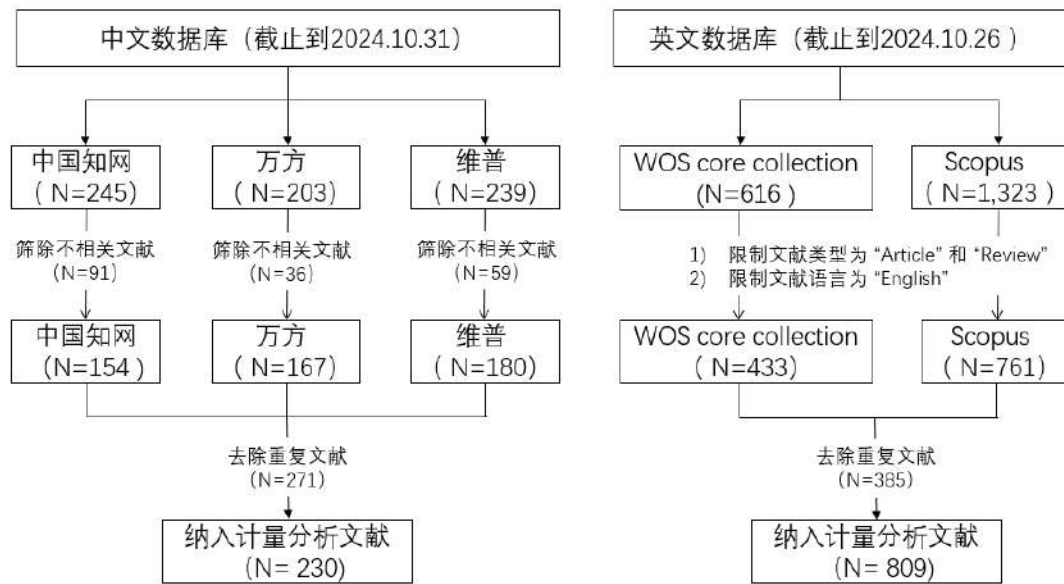 中文数据库（截止到2024.10.31）
中国知网
（N=245）
万方
（N=203）
维普
（N=239）
筛除不相关文献
（N=91）
筛除不相关文献
（N=36）
筛除不相关文献
（N=59）
中国知网
（N=154）
万方
（N=167）
维普
（N=180）
去除重复文献
（N=271）
纳入计量分析文献
（N= 230)
英文数据库（截止到2024.10.26 ）
WOS core collection
(N=616 ）
Scopus
（ N=1,323 ）
1) 限制文献类型为 “Article” 和 “Review”
2) 限制文献语言为 “English”
WOS core collection
（ N=433）
Scopus
（ N=761）
去除重复文献
（N=385）
纳入计量分析文献
（N= 809）